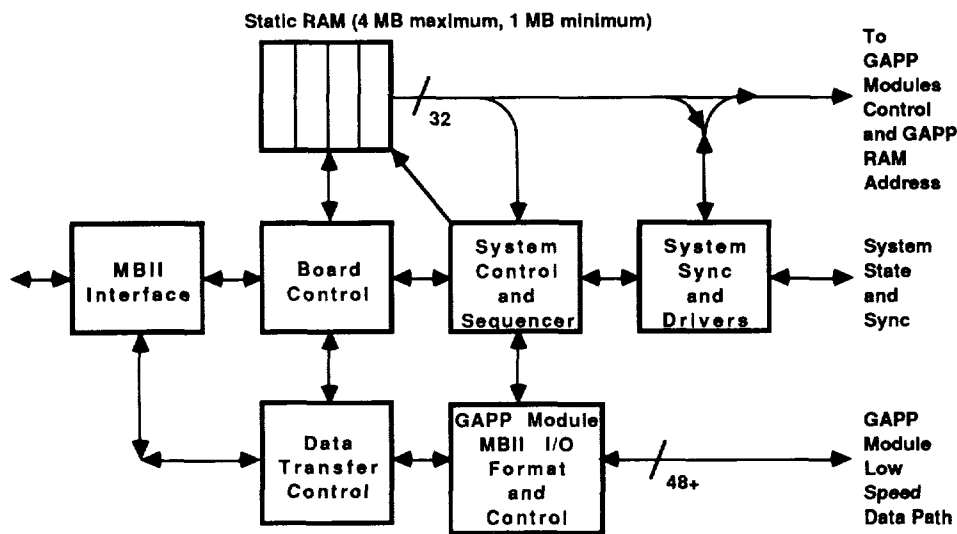 Static RAM (4 MB maximum, 1 MB minimum)
32
To
GAPP
Modules
Control
and GAPP
RAM
Address
MBII
Interface
Board
Control
System
Control
and
Sequencer
System
Sync
and
Drivers
System
State
and
Sync
Data
Transfer
Control
GAPP Module
MBII I/O
Format
and
Control
48+
GAPP
Module
Low
Speed
Data Path